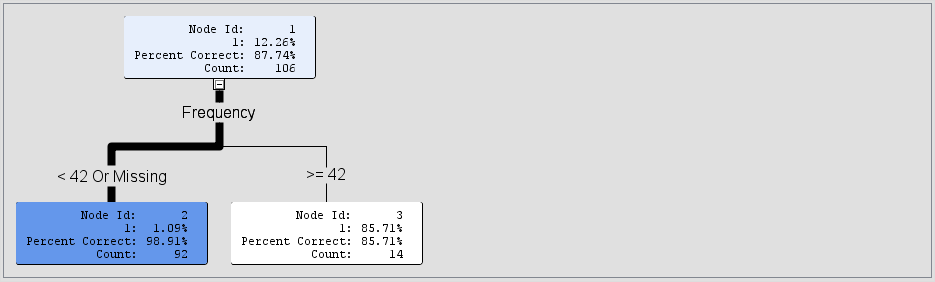 Node Id: 1
1: 12.26%
Percent Correct: 87.74%
Count: 106
Frequency
< 42 Or Missing
>= 42
Node Id: 2
1: 1.09%
Percent Correct: 98.91%
Count: 92
Node Id: 3
1: 85.71%
Percent Correct: 85.71%
Count: 14